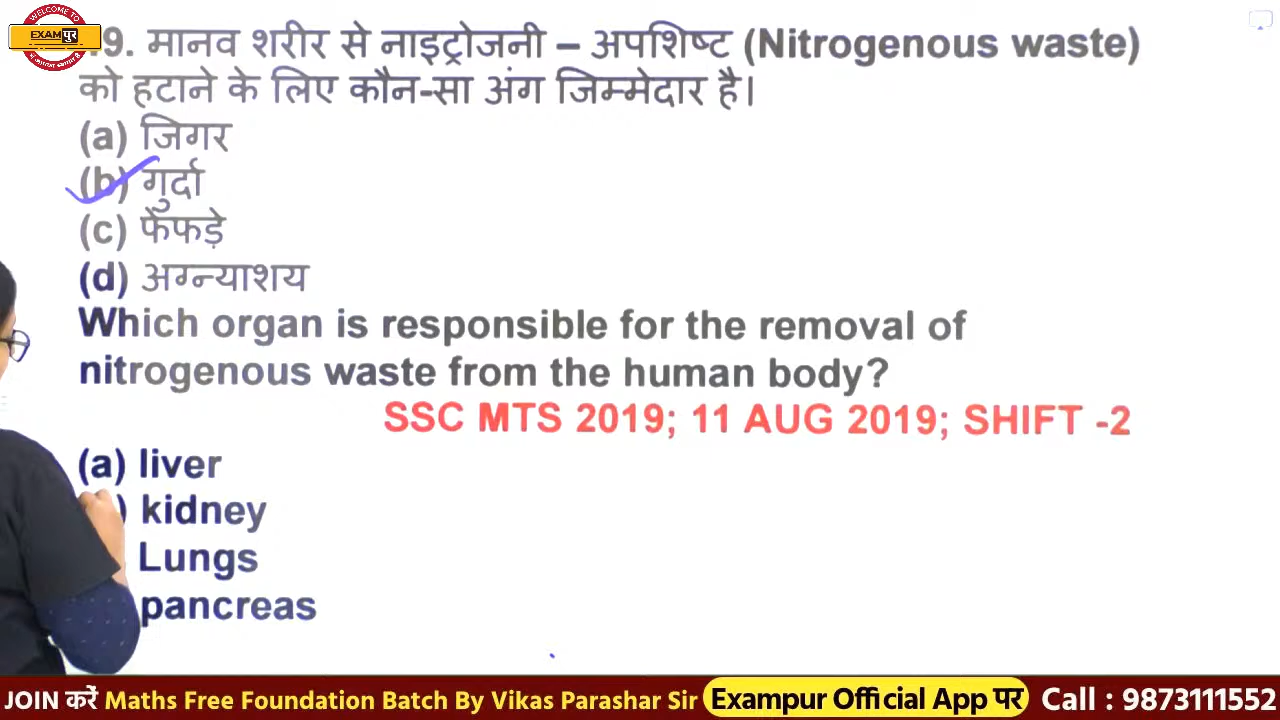 WELCOME TO
EXAMपुर
9. मानव शरीर से नाइट्रोजनी – अपशिष्ट (Nitrogenous waste)
को हटाने के लिए कौन-सा अंग जिम्मेदार है।
(a) जिगर
(b) गुर्दा
(c) फेफड़े
(d) अग्न्याशय
Which organ is responsible for the removal of
nitrogenous waste from the human body?
SSC MTS 2019; 11 AUG 2019; SHIFT -2
(a) liver
) kidney
Lungs
pancreas
JOIN करें Maths Free Foundation Batch By Vikas Parashar Sir Exampur Official App पर Call : 9873111552